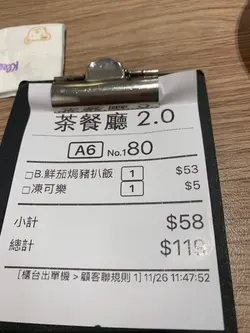 茶餐廳 2.0
A6 No.180
□B.鮮茄焗豬扒飯 1 $53
□凍可樂 1 $5
小計 $58
總計 $119
[櫃台出單機 > 顧客聯規則 1] 11/26 11:47:52